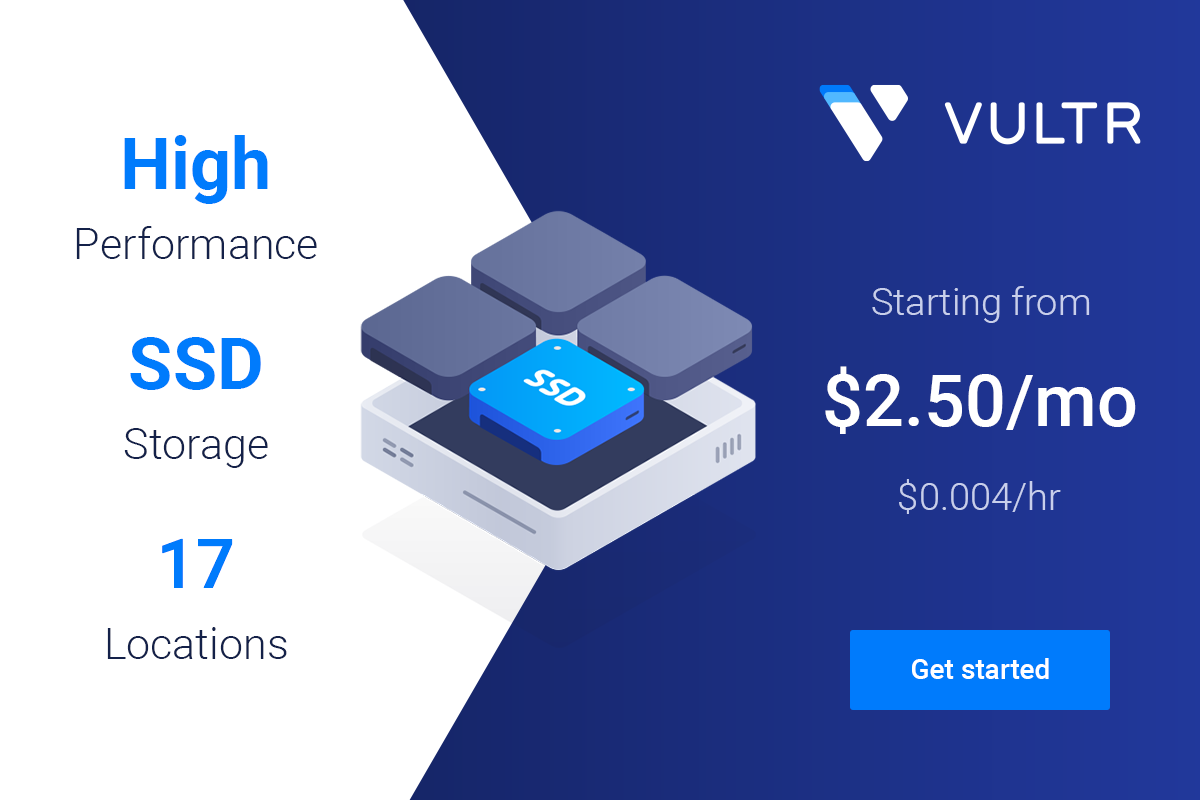 High
Performance
SSD
Storage
17
Locations
SSD
VULTR
Starting from
$2.50/mo
$0.004/hr
Get started